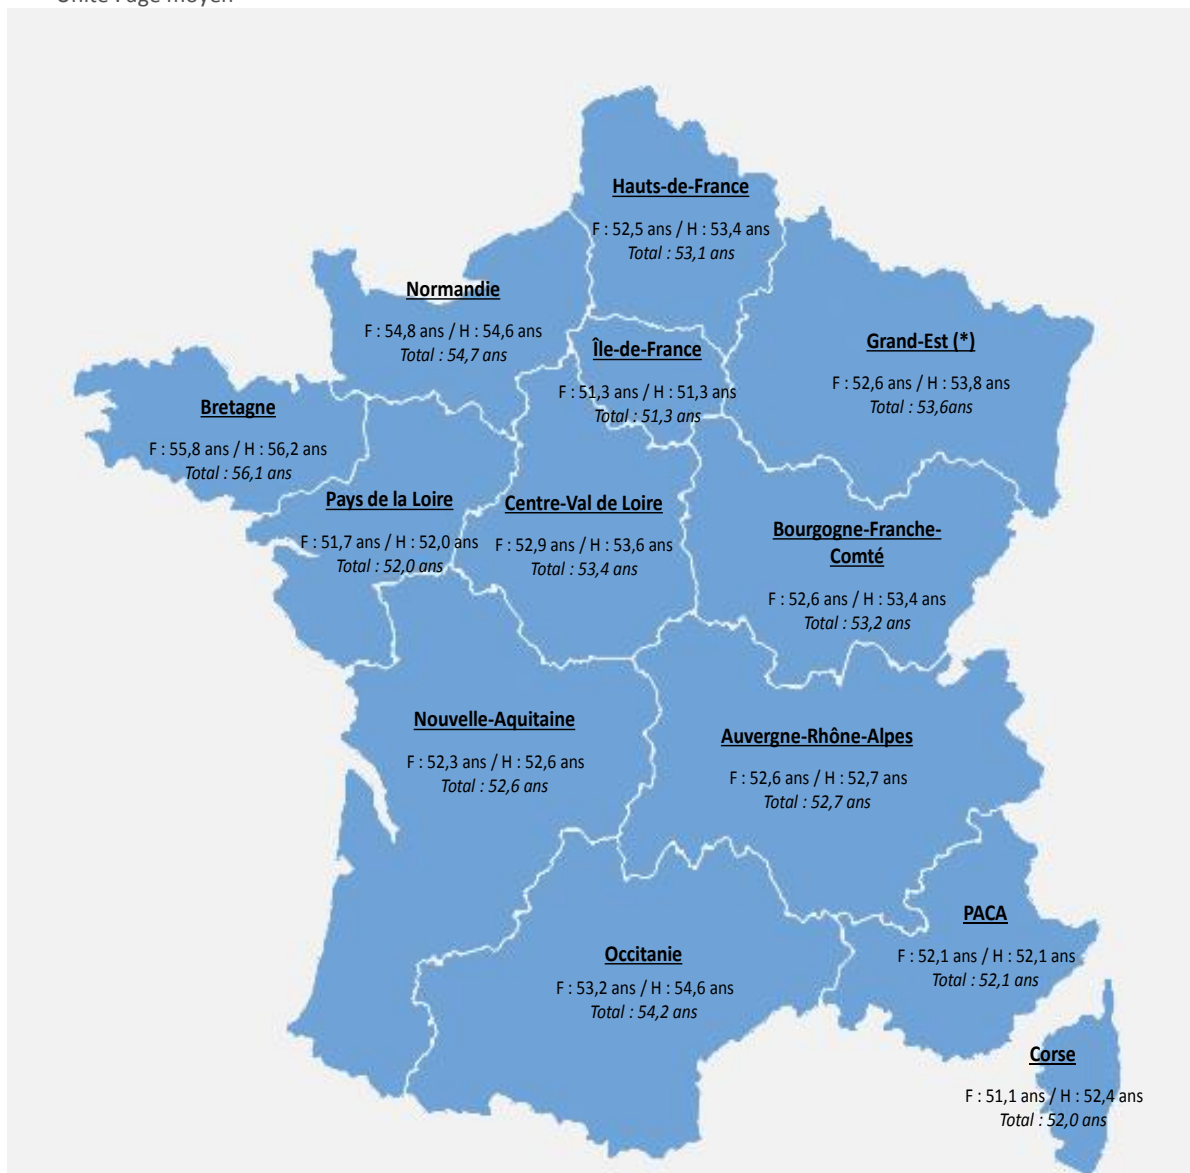 Unité : âge moyen
Hauts-de-France
F : 52,5 ans / H : 53,4 ans
Total : 53,1 ans
Normandie
F : 54,8 ans / H : 54,6 ans
Total : 54,7 ans
Île-de-France
F : 51,3 ans / H : 51,3 ans
Total : 51,3 ans
Grand-Est (*)
F : 52,6 ans / H : 53,8 ans
Total : 53,6ans
Bretagne
F : 55,8 ans / H : 56,2 ans
Total : 56,1 ans
Pays de la Loire
F : 51,7 ans / H : 52,0 ans
Total : 52,0 ans
Centre-Val de Loire
F : 52,9 ans / H : 53,6 ans
Total : 53,4 ans
Bourgogne-Franche-
Comté
F : 52,6 ans / H : 53,4 ans
Total : 53,2 ans
Nouvelle-Aquitaine
F : 52,3 ans / H : 52,6 ans
Total : 52,6 ans
Auvergne-Rhône-Alpes
F : 52,6 ans / H : 52,7 ans
Total : 52,7 ans
PACA
F : 52,1 ans / H : 52,1 ans
Total : 52,1 ans
Occitanie
F : 53,2 ans / H : 54,6 ans
Total : 54,2 ans
Corse
F : 51,1 ans / H : 52,4 ans
Total : 52,0 ans